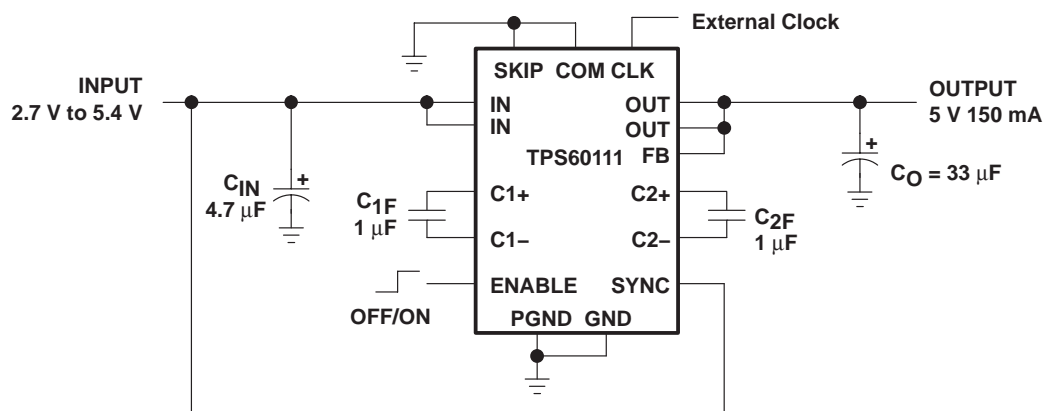 External Clock
SKIP COM CLK
INPUT
2.7 V to 5.4 V
IN
IN
OUT
OUT
TPS60111 FB
OUTPUT
5 V 150 mA
+
CO = 33 μF
CIN
4.7 μF
+
C1F
1 μF
C1+
C1−
C2+
C2−
C2F
1 μF
OFF/ON
ENABLE SYNC
PGND GND